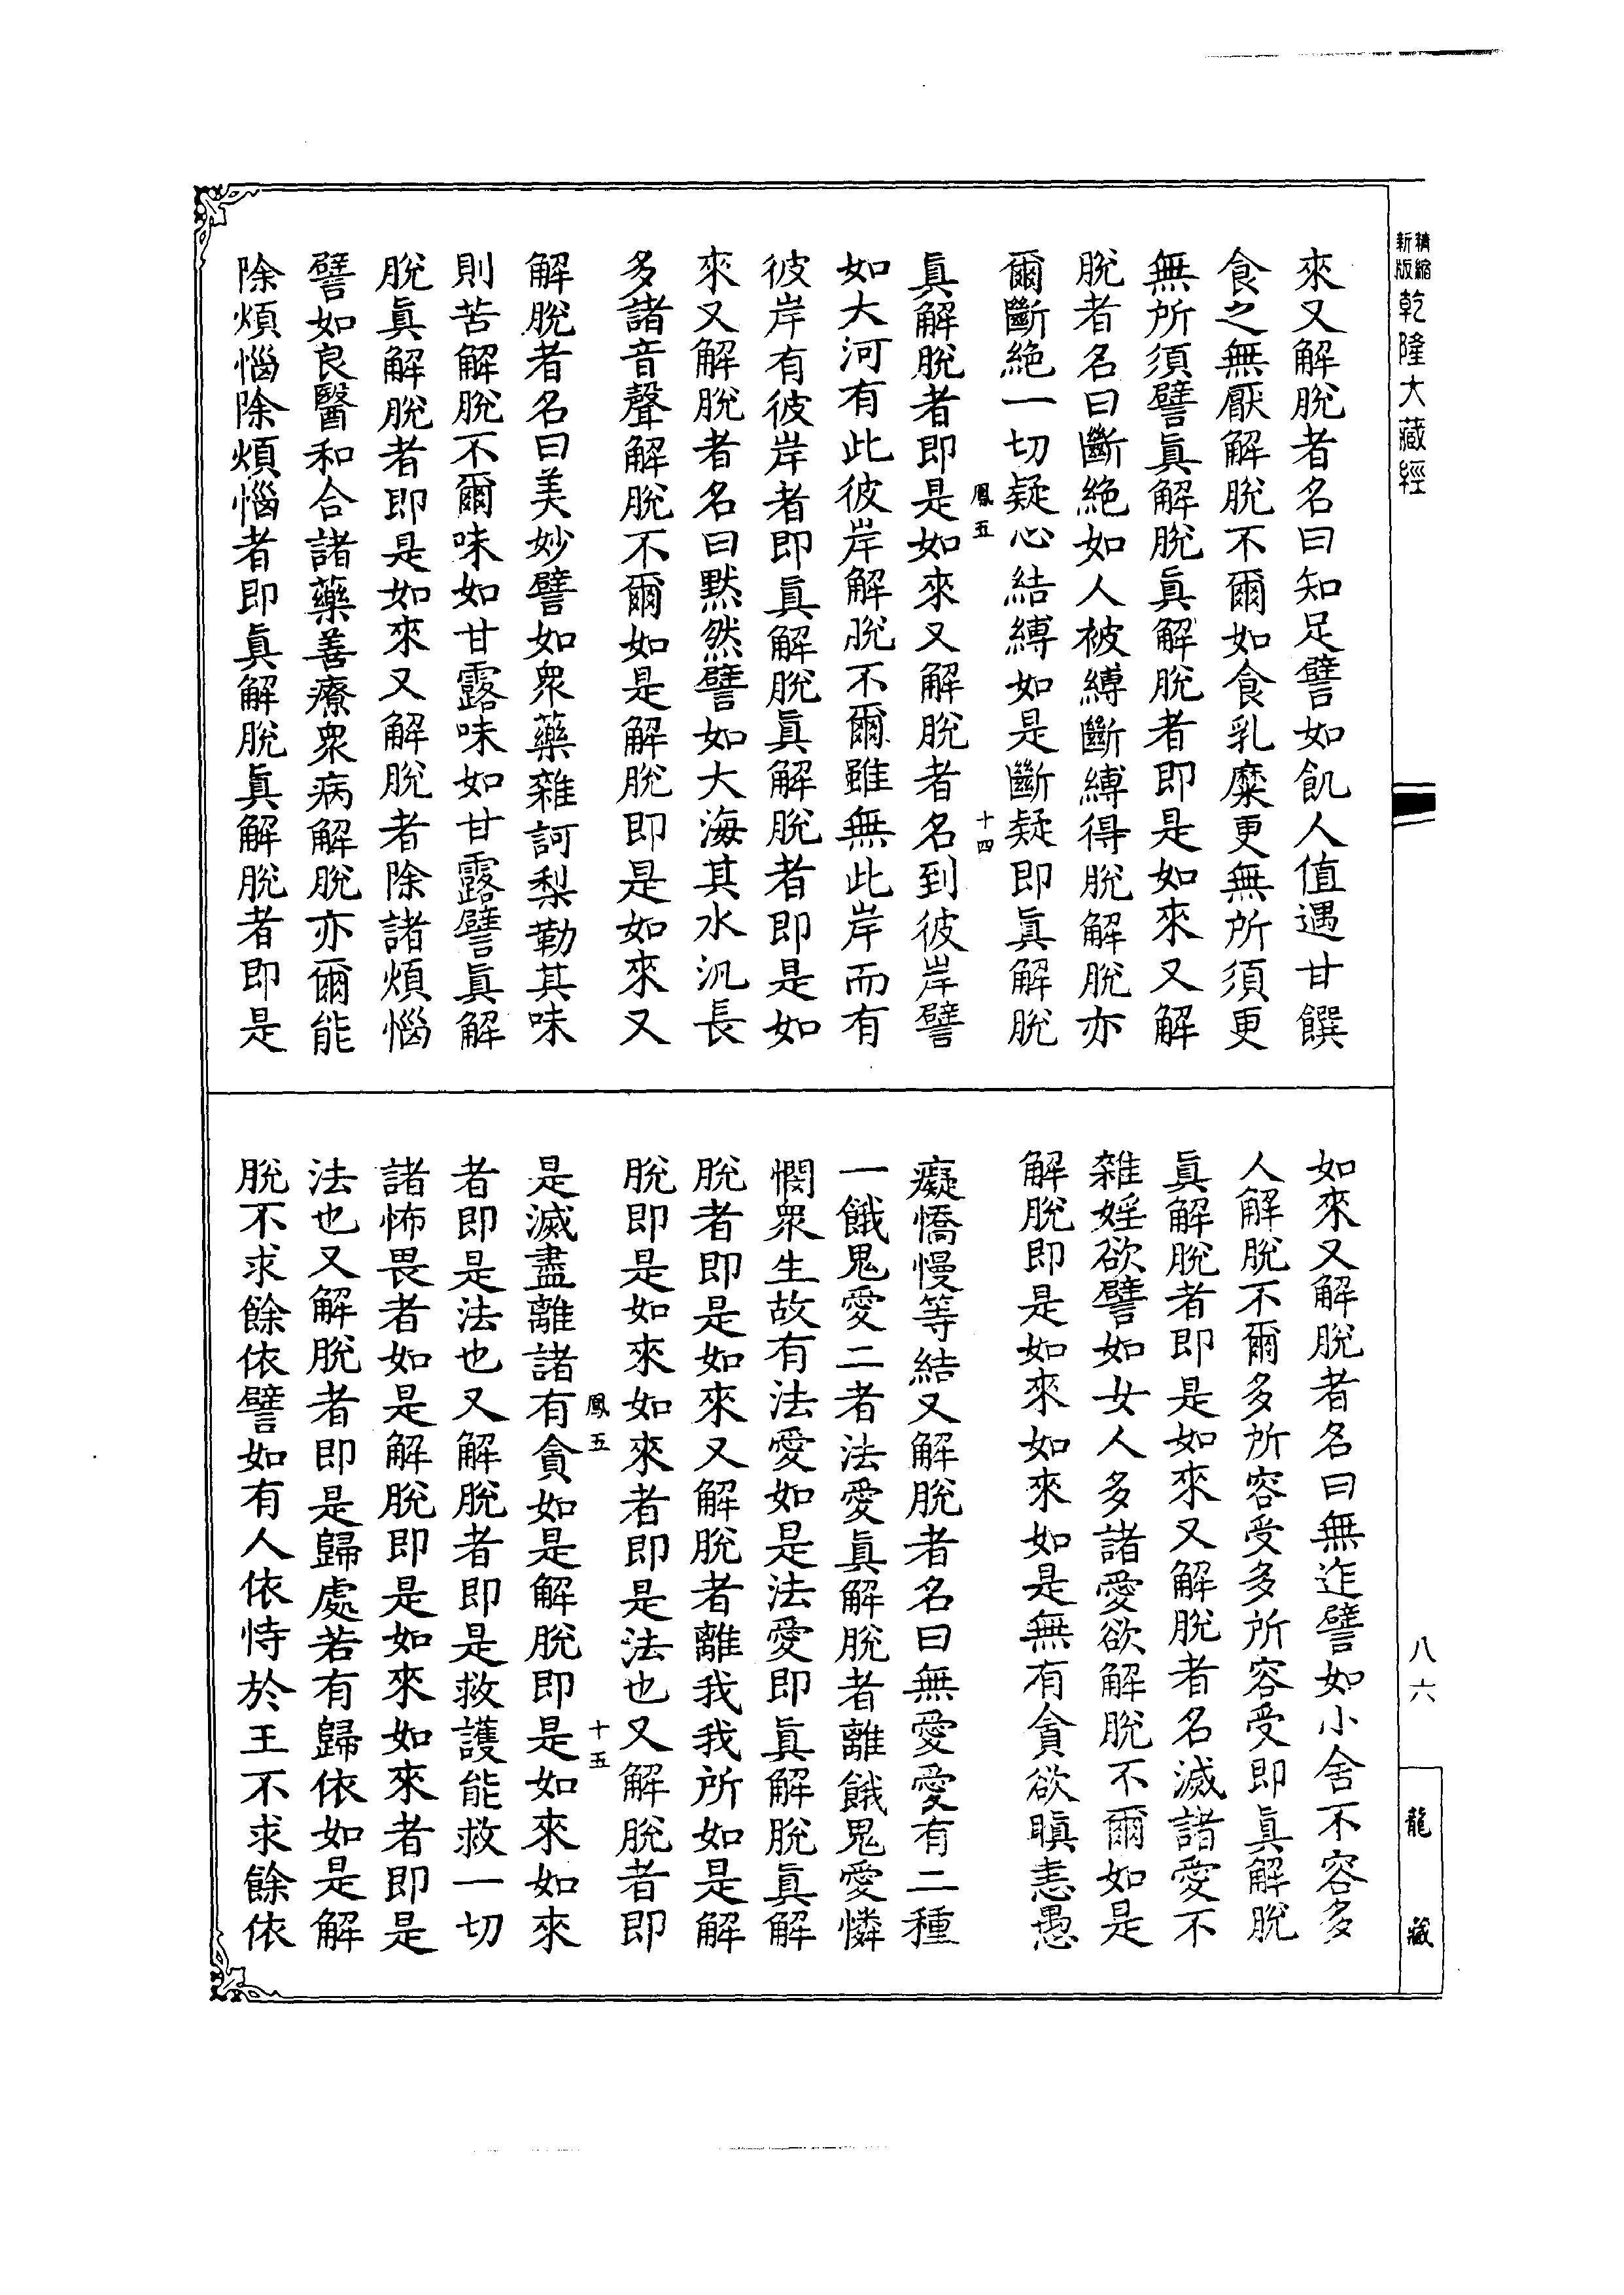 精縮
新版
乾隆大藏經
來又解脫者名曰知足譬如飢人值遇甘饌
食之無厭解脫不爾如食乳糜更無所須更
無所須譬真解脫真解脫者即是如來又解
脫者名曰斷絕如人被縛斷縛得脫解脫亦
爾斷絕一切疑心結縛如是斷疑即真解脫
鳳五
十四
真解脫者即是如來又解脫者名到彼岸譬
如大河有此彼岸解脫不爾雖無此岸而有
彼岸有彼岸者即真解脫真解脫者即是如
來又解脫者名曰默然譬如大海其水汎長
多諸音聲解脫不爾如是解脫即是如來又
解脫者名曰美妙譬如眾藥雜訶梨勒其味
則苦解脫不爾味如甘露味如甘露譬真解
脫真解脫者即是如來又解脫者除諸煩惱
譬如良醫和合諸藥善療眾病解脫亦爾能
除煩惱除煩惱者即真解脫真解脫者即是
如來又解脫者名曰無迮譬如小舍不容多
人解脫不爾多所容受多所容受即真解脫
真解脫者即是如來又解脫者名滅諸愛不
雜婬欲譬如女人多諸愛欲解脫不爾如是
解脫即是如來如來如是無有貪欲瞋恚愚
癡憍慢等結又解脫者名曰無愛愛有二種
一餓鬼愛二者法愛真解脫者離餓鬼愛憐
憫眾生故有法愛如是法愛即真解脫真解
脫者即是如來又解脫者離我我所如是解
脫即是如來如來者即是法也又解脫者即
鳳五
十五
是滅盡離諸有貪如是解脫即是如來如來
者即是法也又解脫者即是救護能救一切
諸怖畏者如是解脫即是如來如來者即是
法也又解脫者即是歸處若有歸依如是解
脫不求餘依譬如有人依恃於王不求餘依
八六
龍藏